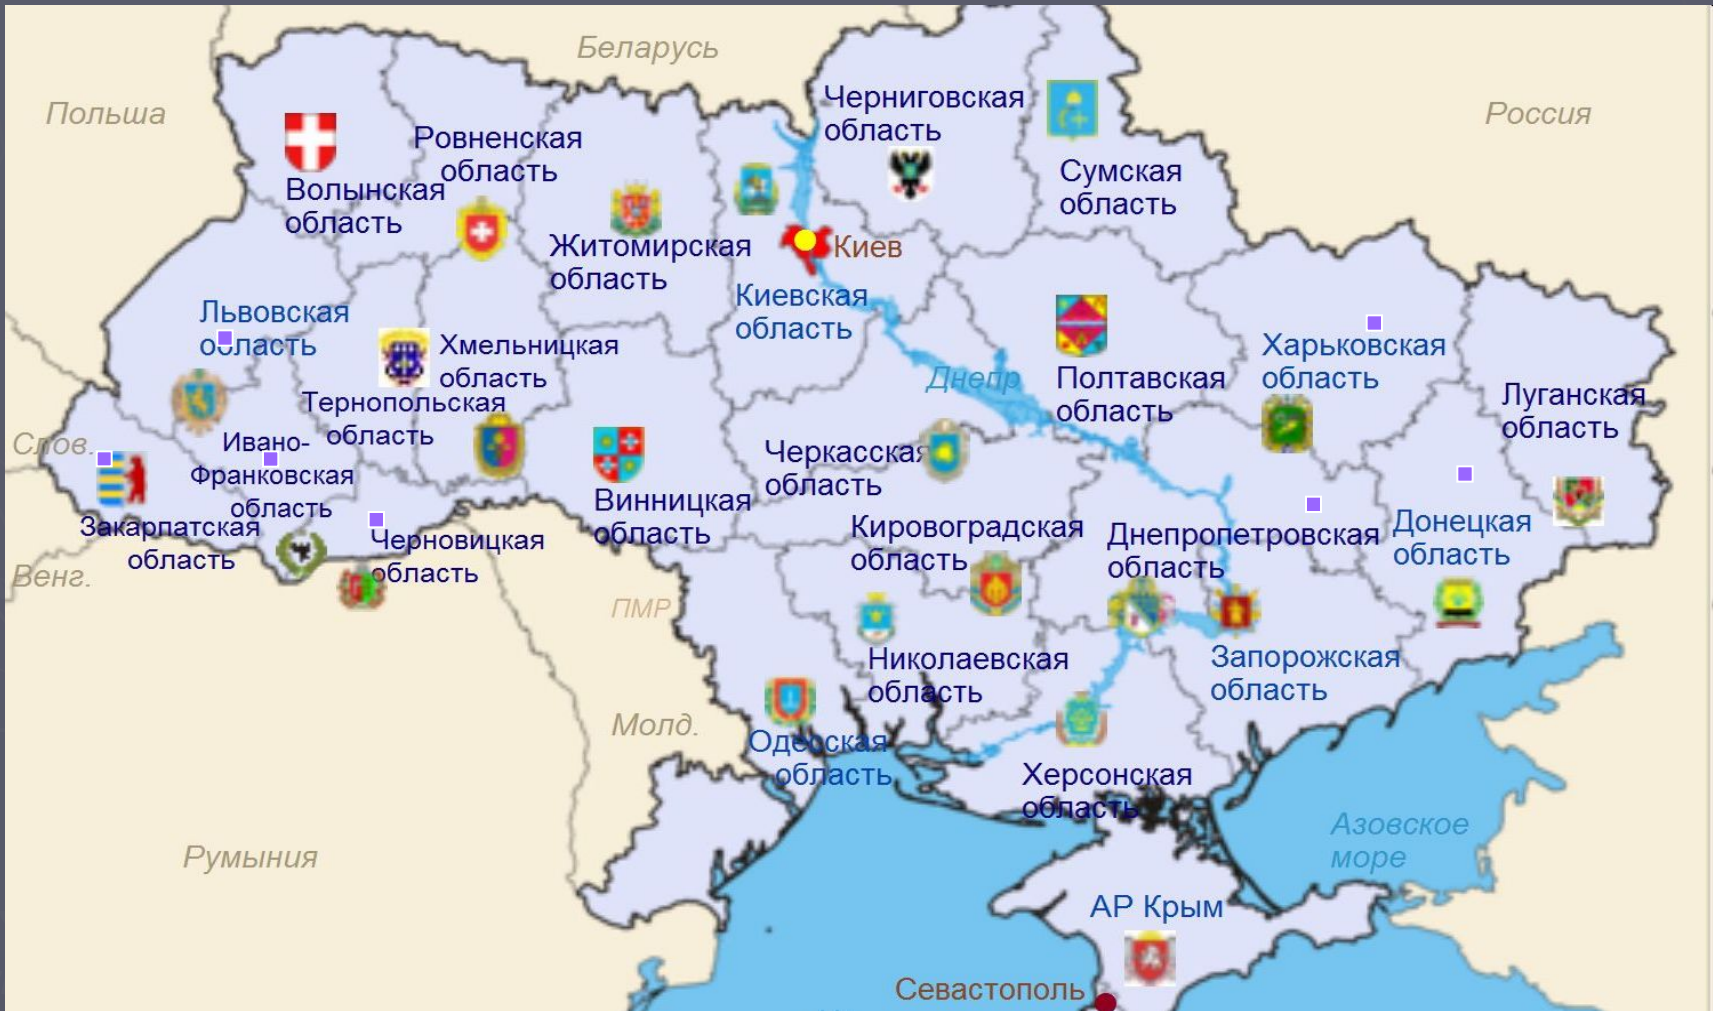 Беларусь
Польша
Россия
Черниговская
область
Ровненская
область
Сумская
область
Волынская
область
Житомирская
область
Киев
Киевская
область
Львовская
область
Хмельницкая
область
Харьковская
область
Днепр
Полтавская
область
Луганская
область
Тернопольская
область
Слов.
Ивано-
Франковская
область
Черкасская
область
Винницкая
область
Закарпатская
область
Черновицкая
область
Кировоградская
область
Днепропетровская
область
Донецкая
область
Венг.
ПМР
Николаевская
область
Запорожская
область
Молд.
Одесская
область
Херсонская
область
Азовское
море
Румыния
АР Крым
Севастополь